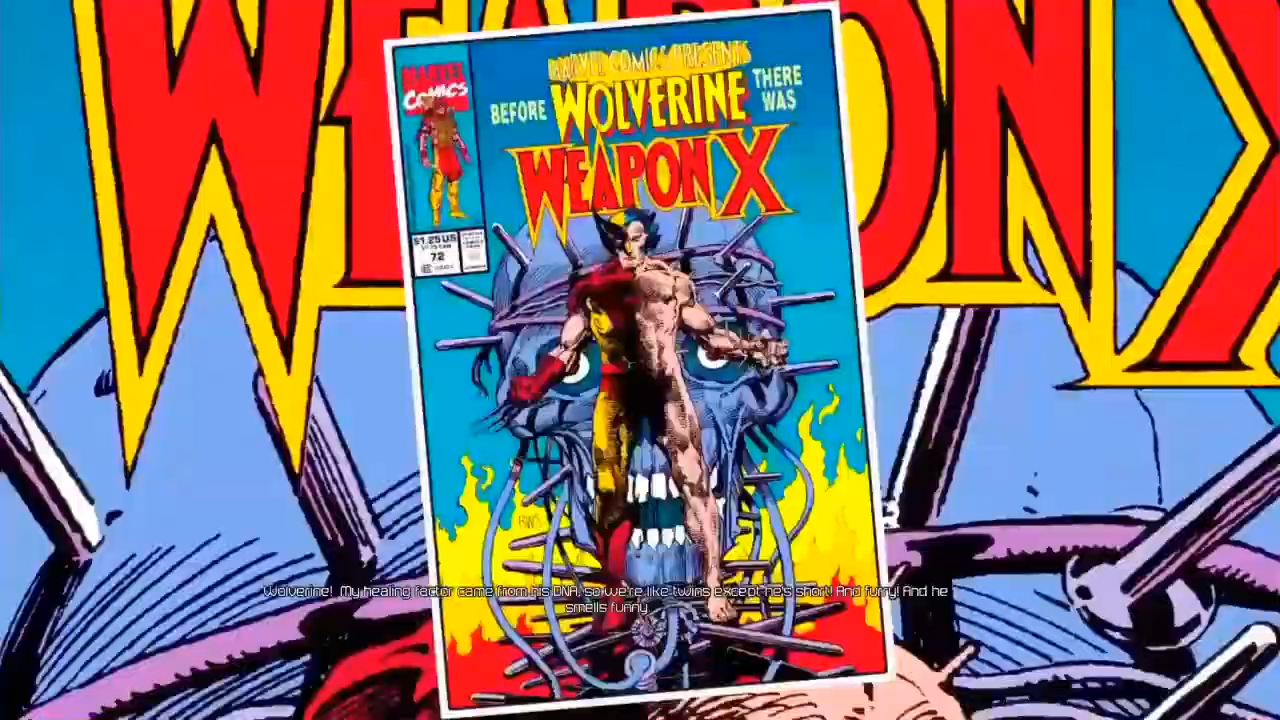 WEAPON X
MARVEL COMICS PRESENTS
MARVEL
COMICS
BEFORE WOLVERINE THERE WAS
WEAPON X
$1.25 US
72
Wolverine! My healing factor came from his DNA, so we're like twins except he's short! And furry! And he
smells funny.